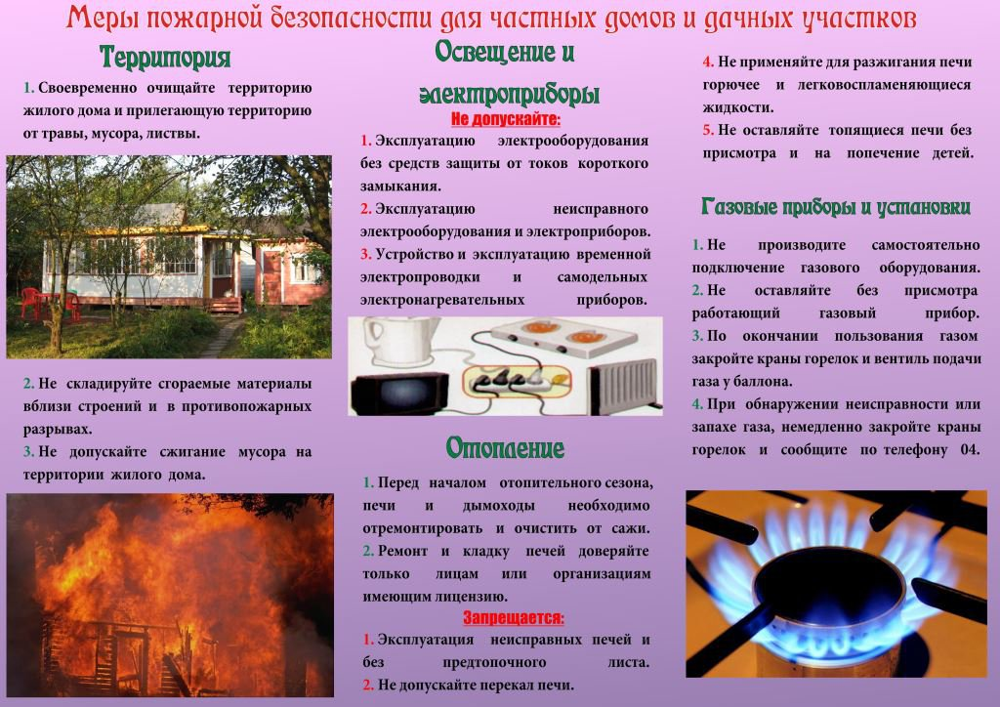 Меры пожарной безопасности для частных домов и дачных участков
Территория
1. Своевременно очищайте территорию
жилого дома и прилегающую территорию
от травы, мусора, листвы.
2. Не складируйте сгораемые материалы
вблизи строений и в противопожарных
разрывах.
3. Не допускайте сжигание мусора на
территории жилого дома.
Освещение и
электроприборы
Не допускайте:
1. Эксплуатацию электрооборудования
без средств защиты от токов короткого
замыкания.
2. Эксплуатацию неисправного
электрооборудования и электроприборов.
3. Устройство и эксплуатацию временной
электропроводки и самодельных
электронагревательных приборов.
Отопление
1. Перед началом отопительного сезона,
печи и дымоходы необходимо
отремонтировать и очистить от сажи.
2. Ремонт и кладку печей доверяйте
только лицам или организациям
имеющим лицензию.
Запрещается:
1. Эксплуатация неисправных печей и
без предтопочного листа.
2. Не допускайте перекал печи.
4. Не применяйте для разжигания печи
горючее и легковоспламеняющиеся
жидкости.
5. Не оставляйте топящиеся печи без
присмотра и на попечение детей.
Газовые приборы и установки
1. Не производите самостоятельно
подключение газового оборудования.
2. Не оставляйте без присмотра
работающий газовый прибор.
3. По окончании пользования газом
закройте краны горелок и вентиль подачи
газа у баллона.
4. При обнаружении неисправности или
запахе газа, немедленно закройте краны
горелок и сообщите по телефону 04.